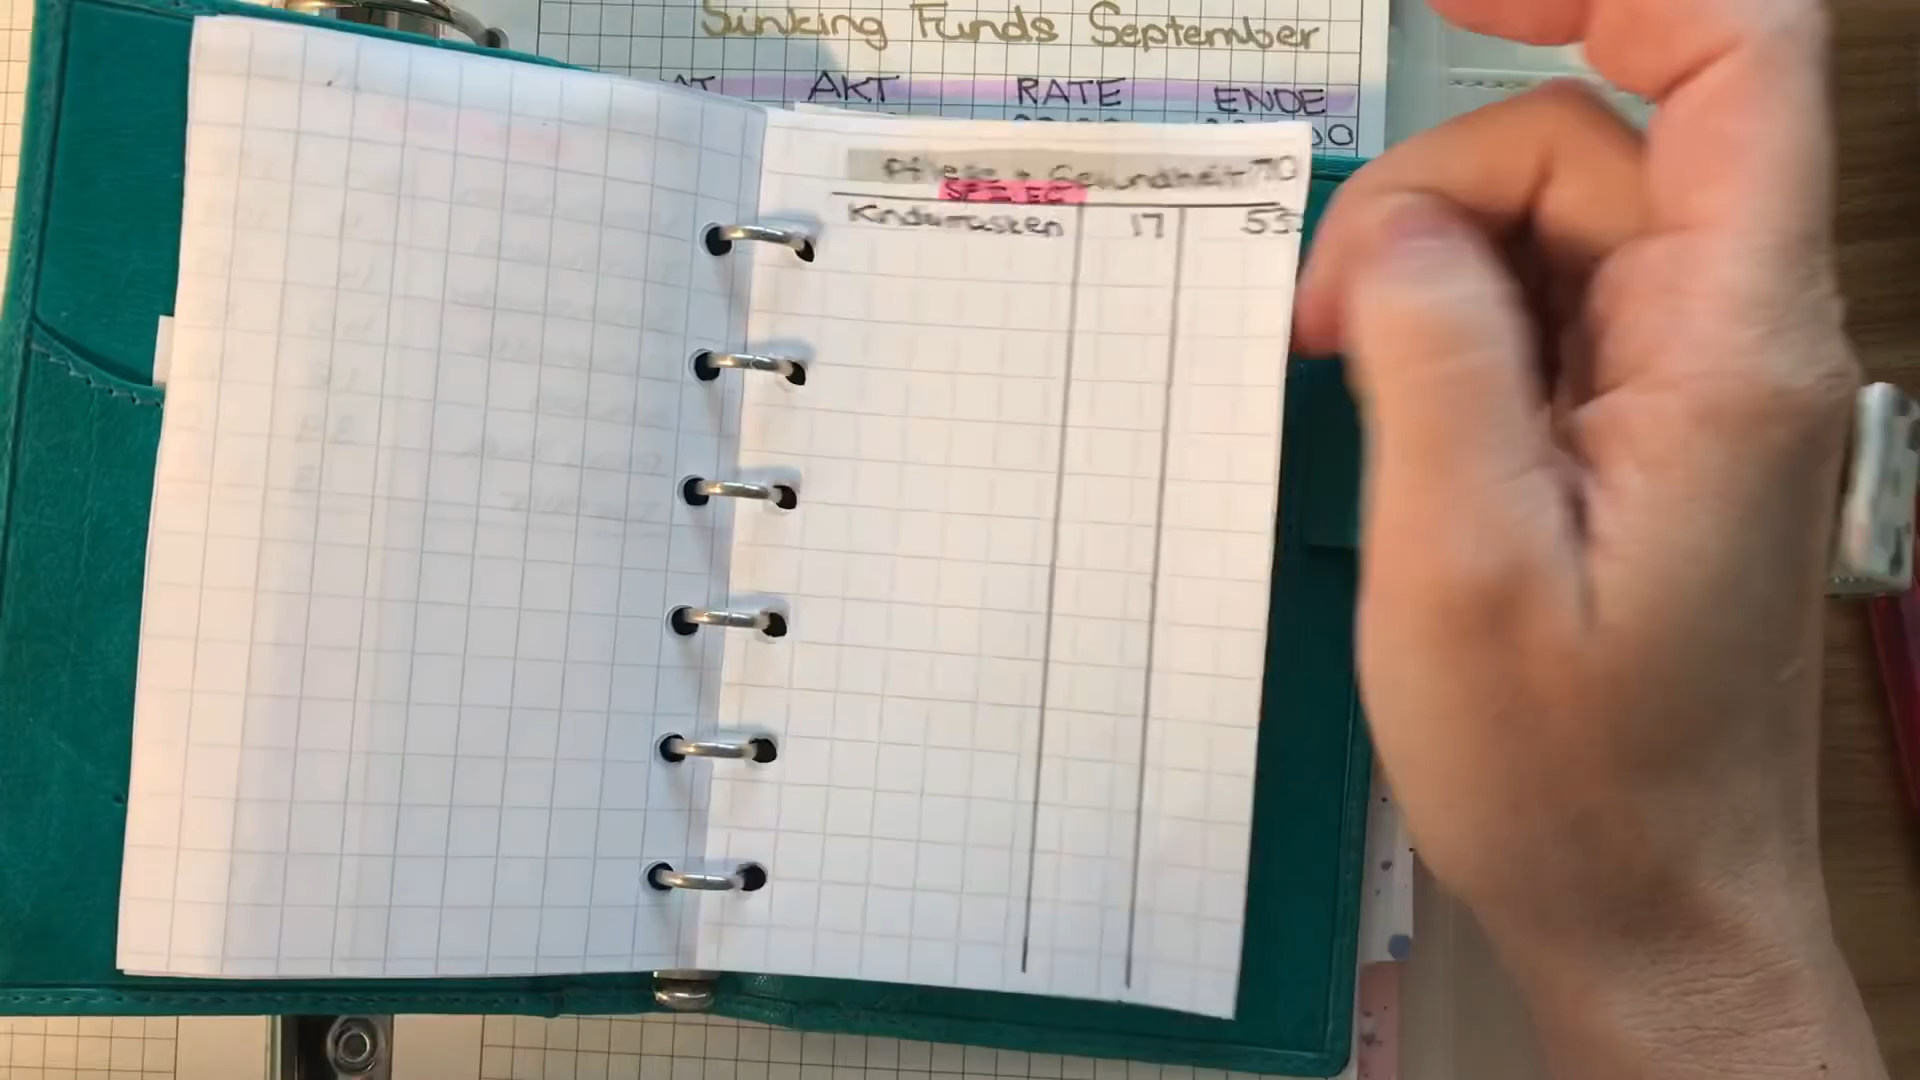 Sinking Funds September
AKT RATE ENDE
Pflege + Gesundheit 70
Kindermasken 17 53